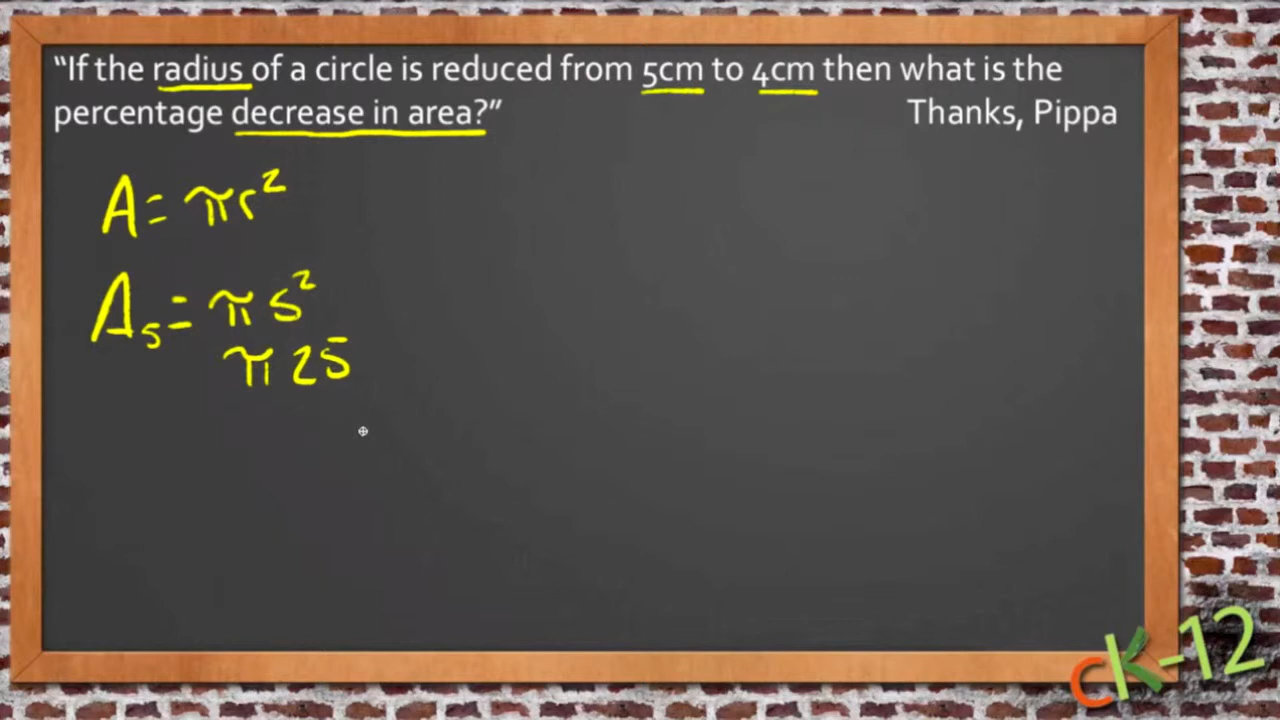 “If the radius of a circle is reduced from 5cm to 4cm then what is the
percentage decrease in area?” Thanks, Pippa
A = πr²
A₅ = π5²
π25
CK-12